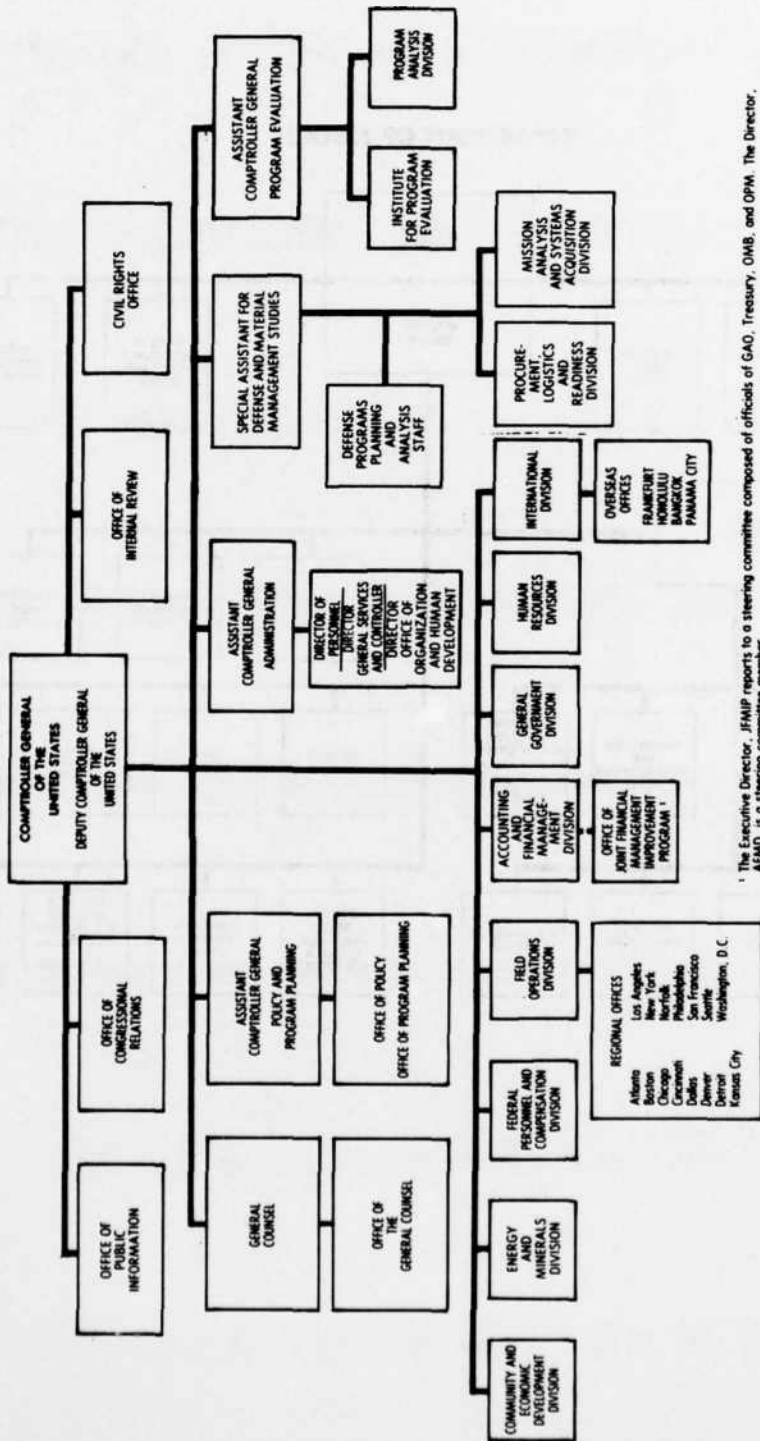 COMPTROLLER GENERAL
OF THE
UNITED STATES
DEPUTY COMPTROLLER GENERAL
OF THE
UNITED STATES
OFFICE OF
PUBLIC
INFORMATION
OFFICE OF
CONGRESSIONAL
RELATIONS
OFFICE OF
INTERNAL REVIEW
CIVIL RIGHTS
OFFICE
GENERAL
COUNSEL
OFFICE OF
THE
GENERAL COUNSEL
ASSISTANT
COMPTROLLER GENERAL
POLICY AND
PROGRAM PLANNING
OFFICE OF POLICY
OFFICE OF PROGRAM PLANNING
ASSISTANT
COMPTROLLER GENERAL
ADMINISTRATION
DIRECTOR OF
PERSONNEL
DIRECTOR
GENERAL SERVICES
AND CONTROLLER
DIRECTOR
OFFICE OF
ORGANIZATION
AND HUMAN
DEVELOPMENT
SPECIAL ASSISTANT FOR
DEFENSE AND MATERIAL
MANAGEMENT STUDIES
DEFENSE
PROGRAMS
PLANNING
AND
ANALYSIS
STAFF
PROCURE-
MENT,
LOGISTICS
AND
READINESS
DIVISION
MISSION
ANALYSIS
AND SYSTEMS
ACQUISITION
DIVISION
ASSISTANT
COMPTROLLER GENERAL
PROGRAM EVALUATION
INSTITUTE
FOR PROGRAM
EVALUATION
PROGRAM
ANALYSIS
DIVISION
COMMUNITY AND
ECONOMIC
DEVELOPMENT
DIVISION
ENERGY
AND
MINERALS
DIVISION
FEDERAL
PERSONNEL AND
COMPENSATION
DIVISION
FIELD
OPERATIONS
DIVISION
REGIONAL OFFICES
Atlanta Los Angeles
Boston New York
Chicago Norfolk
Cincinnati Philadelphia
Dallas San Francisco
Denver Seattle
Detroit Washington, D.C.
Kansas City
ACCOUNTING
AND
FINANCIAL
MANAGE-
MENT
DIVISION
OFFICE OF
JOINT FINANCIAL
MANAGEMENT
IMPROVEMENT
PROGRAM ¹
GENERAL
GOVERNMENT
DIVISION
HUMAN
RESOURCES
DIVISION
INTERNATIONAL
DIVISION
OVERSEAS
OFFICES
FRANKFURT
HONOLULU
BANGKOK
PANAMA CITY
¹ The Executive Director, JFMIP reports to a steering committee composed of officials of GAO, Treasury, OMB, and OPM. The Director,
AFMD, is a steering committee member.